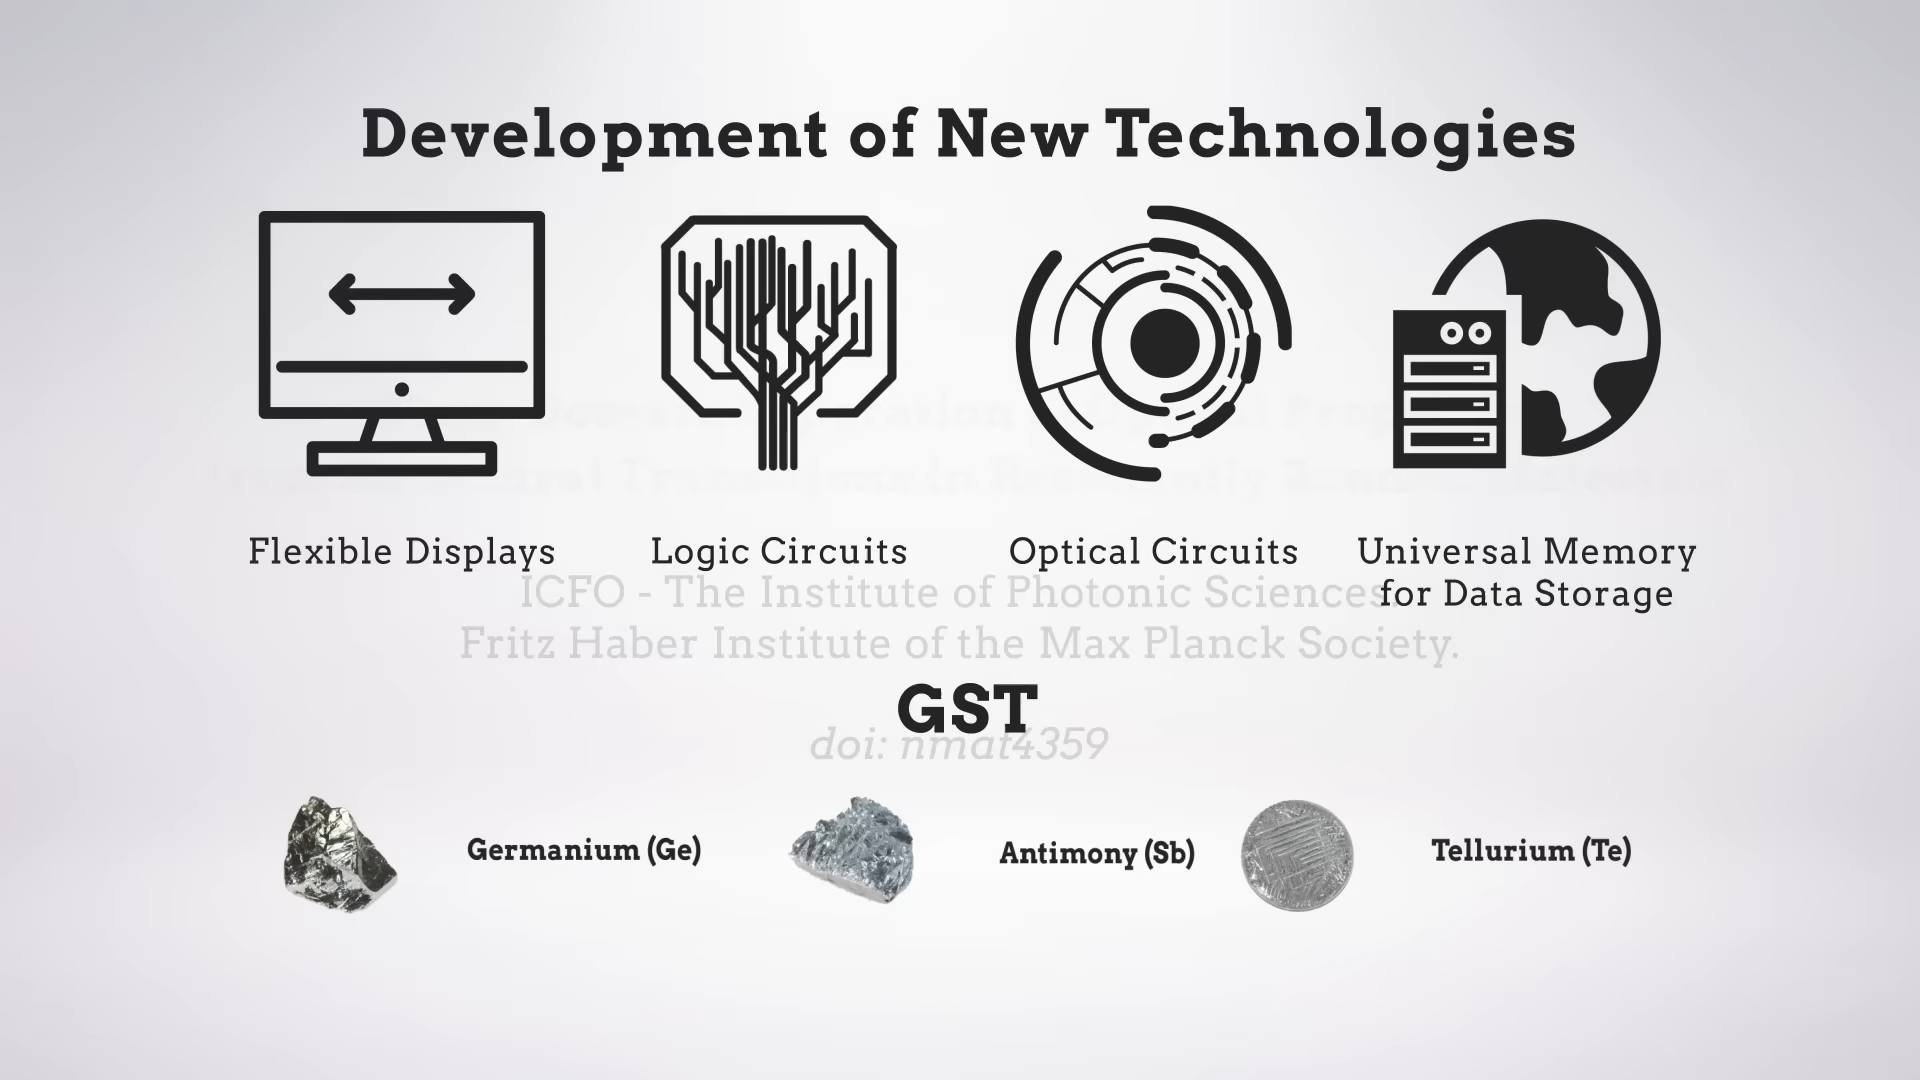 Development of New Technologies
Flexible Displays
Logic Circuits
Optical Circuits
Universal Memory
for Data Storage
ICFO - The Institute of Photonic Sciences.
Fritz Haber Institute of the Max Planck Society.
GST
doi: nmat4359
Germanium (Ge)
Antimony (Sb)
Tellurium (Te)